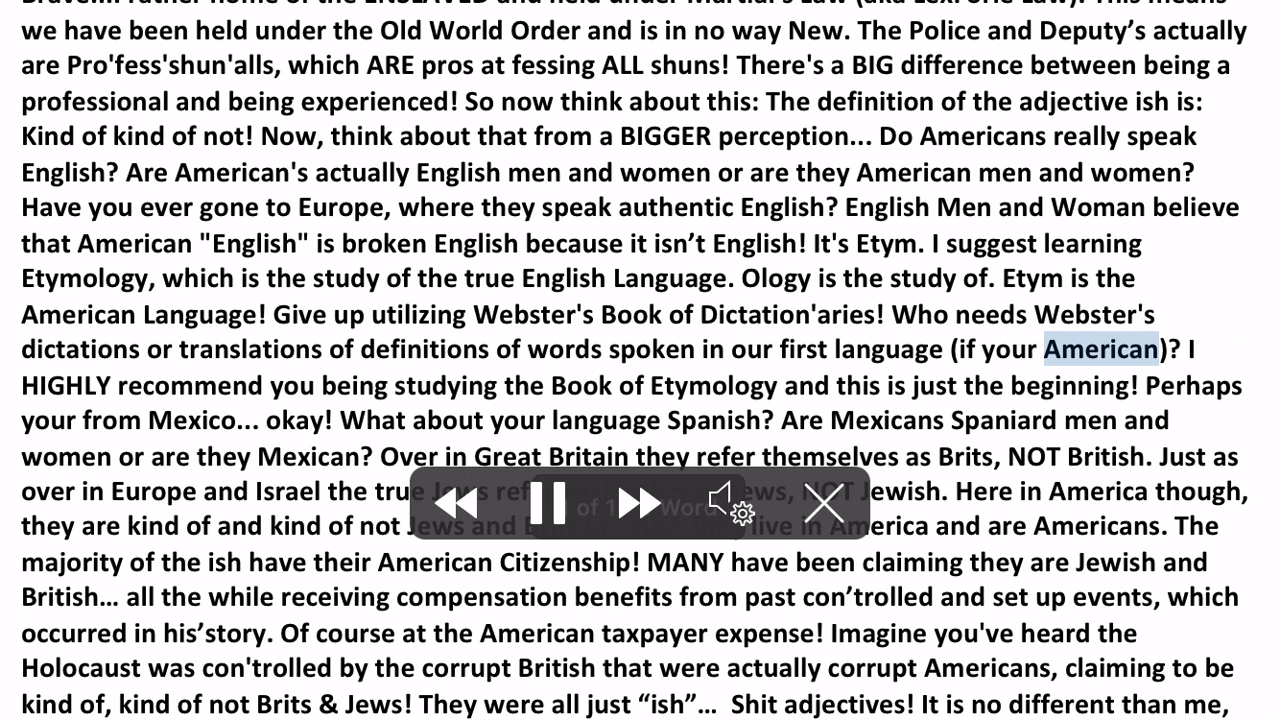 we have been held under the Old World Order and is in no way New. The Police and Deputy’s actually
are Pro'fess'shun'alls, which ARE pros at fessing ALL shuns! There's a BIG difference between being a
professional and being experienced! So now think about this: The definition of the adjective ish is:
Kind of kind of not! Now, think about that from a BIGGER perception... Do Americans really speak
English? Are American's actually English men and women or are they American men and women?
Have you ever gone to Europe, where they speak authentic English? English Men and Woman believe
that American "English" is broken English because it isn’t English! It's Etym. I suggest learning
Etymology, which is the study of the true English Language. Ology is the study of. Etym is the
American Language! Give up utilizing Webster's Book of Dictation'aries! Who needs Webster's
dictations or translations of definitions of words spoken in our first language (if your American)? I
HIGHLY recommend you being studying the Book of Etymology and this is just the beginning! Perhaps
your from Mexico... okay! What about your language Spanish? Are Mexicans Spaniard men and
women or are they Mexican? Over in Great Britain they refer themselves as Brits, NOT British. Just as
over in Europe and Israel the true Jews NOT Jewish. Here in America though,
they are kind of and kind of not Jews and live in America and are Americans. The
majority of the ish have their American Citizenship! MANY have been claiming they are Jewish and
British… all the while receiving compensation benefits from past con’trolled and set up events, which
occurred in his’story. Of course at the American taxpayer expense! Imagine you've heard the
Holocaust was con'trolled by the corrupt British that were actually corrupt Americans, claiming to be
kind of, kind of not Brits & Jews! They were all just “ish”… Shit adjectives! It is no different than me,